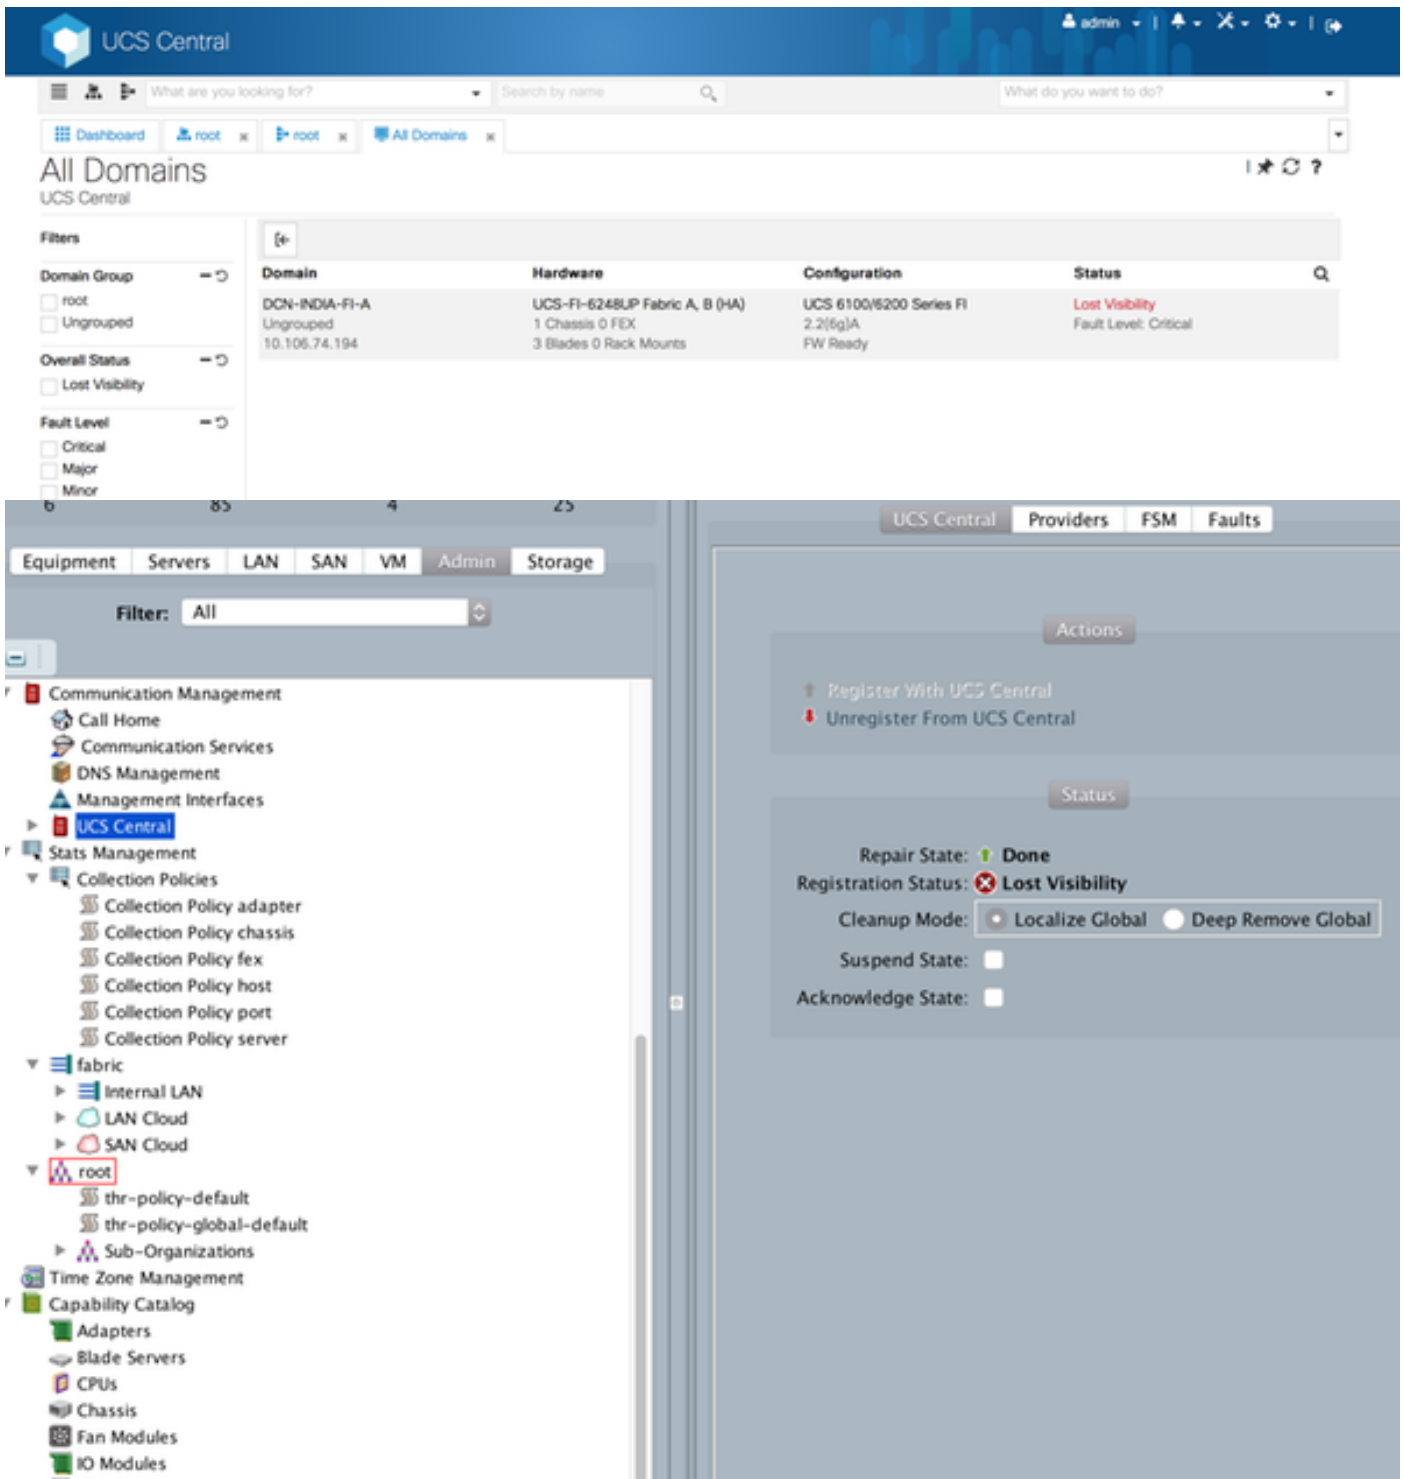 UCS Central
admin
What are you looking for?
Search by name
What do you want to do?
Dashboard root root All Domains
All Domains
UCS Central
Filters
Domain Group
root
Ungrouped
Overall Status
Lost Visibility
Fault Level
Critical
Major
Minor
Domain Hardware Configuration Status
DCN-INDIA-FI-A UCS-FI-6248UP Fabric A, B (HA) UCS 6100/6200 Series FI Lost Visibility
Ungrouped 1 Chassis 0 FEX 2.2(6g)A Fault Level: Critical
10.106.74.194 3 Blades 0 Rack Mounts FW Ready
6 85 4 25
Equipment Servers LAN SAN VM Admin Storage
Filter: All
Communication Management
Call Home
Communication Services
DNS Management
Management Interfaces
UCS Central
Stats Management
Collection Policies
Collection Policy adapter
Collection Policy chassis
Collection Policy fex
Collection Policy host
Collection Policy port
Collection Policy server
fabric
Internal LAN
LAN Cloud
SAN Cloud
root
thr-policy-default
thr-policy-global-default
Sub-Organizations
Time Zone Management
Capability Catalog
Adapters
Blade Servers
CPUs
Chassis
Fan Modules
IO Modules
UCS Central Providers FSM Faults
Actions
Register With UCS Central
Unregister From UCS Central
Status
Repair State: Done
Registration Status: Lost Visibility
Cleanup Mode: Localize Global Deep Remove Global
Suspend State:
Acknowledge State: